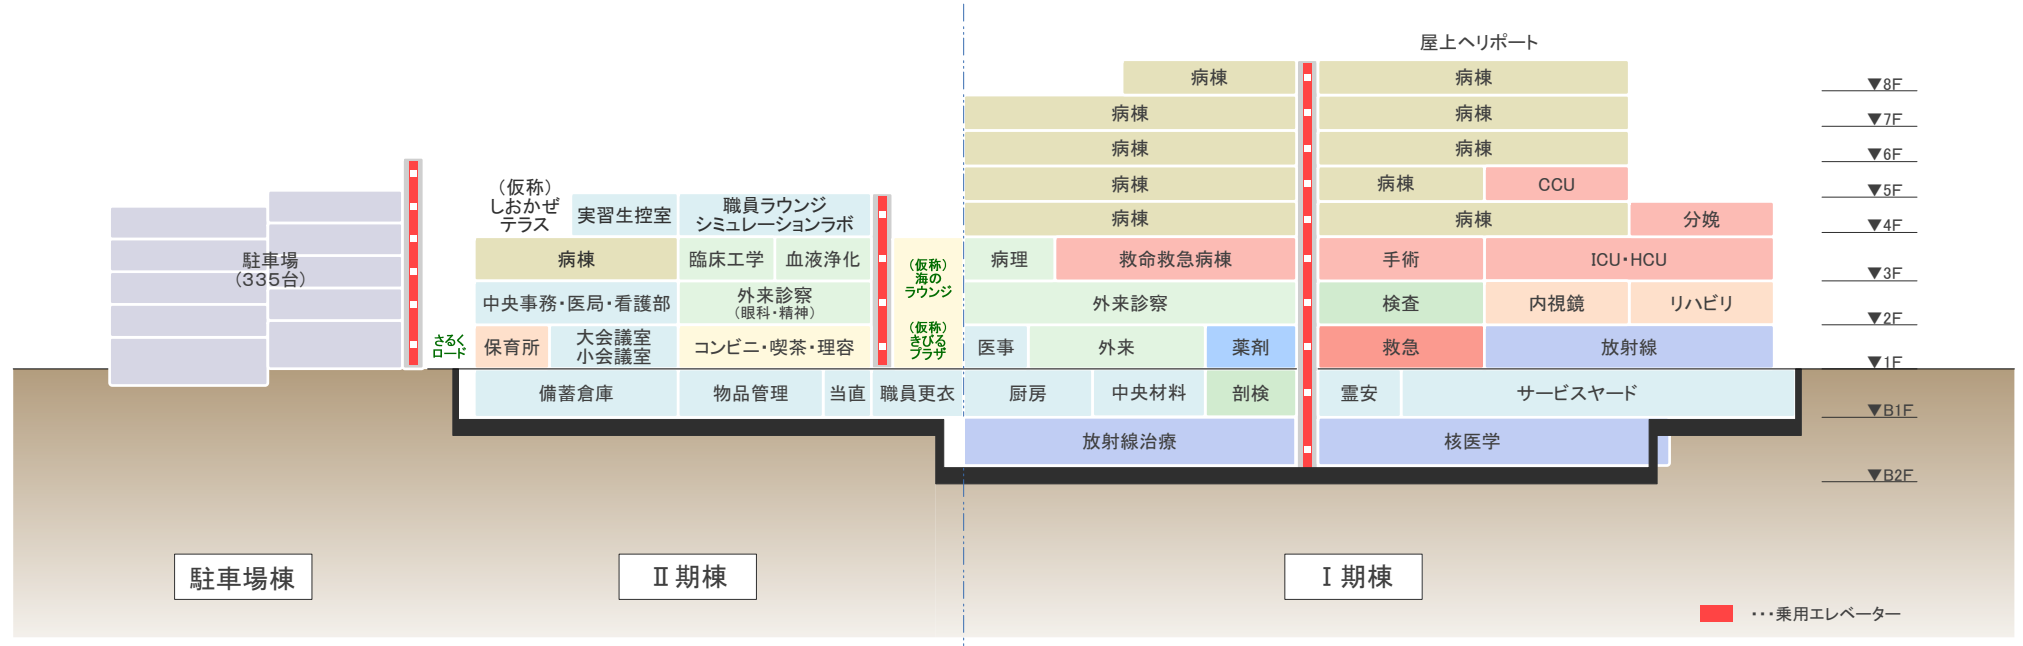 屋上ヘリポート
病棟
病棟
▼8F
病棟
病棟
▼7F
病棟
病棟
▼6F
病棟
病棟
CCU
▼5F
（仮称）
しおかぜ
テラス
実習生控室
職員ラウンジ
シミュレーションラボ
病棟
病棟
分娩
▼4F
駐車場
（335台）
病棟
臨床工学
血液浄化
（仮称）
海の
ラウンジ
病理
救命救急病棟
手術
ICU・HCU
▼3F
中央事務・医局・看護部
外来診察
（眼科・精神）
外来診察
検査
内視鏡
リハビリ
▼2F
さるく
ロード
保育所
大会議室
小会議室
コンビニ・喫茶・理容
（仮称）
きびる
プラザ
医事
外来
薬剤
救急
放射線
▼1F
備蓄倉庫
物品管理
当直
職員更衣
厨房
中央材料
剖検
霊安
サービスヤード
▼B1F
放射線治療
核医学
▼B2F
駐車場棟
Ⅱ期棟
Ⅰ期棟
・・・乗用エレベーター